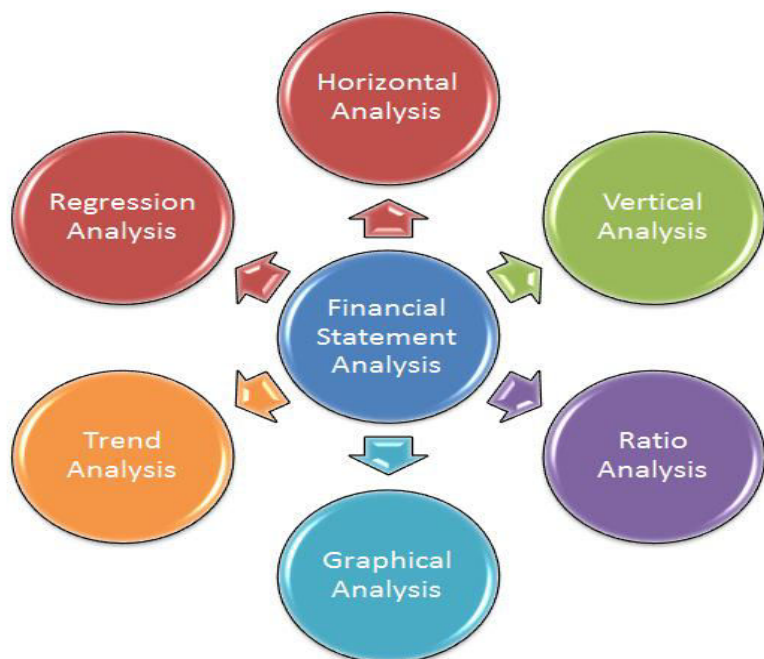 Horizontal
Analysis
Vertical
Analysis
Ratio
Analysis
Graphical
Analysis
Trend
Analysis
Regression
Analysis
Financial
Statement
Analysis